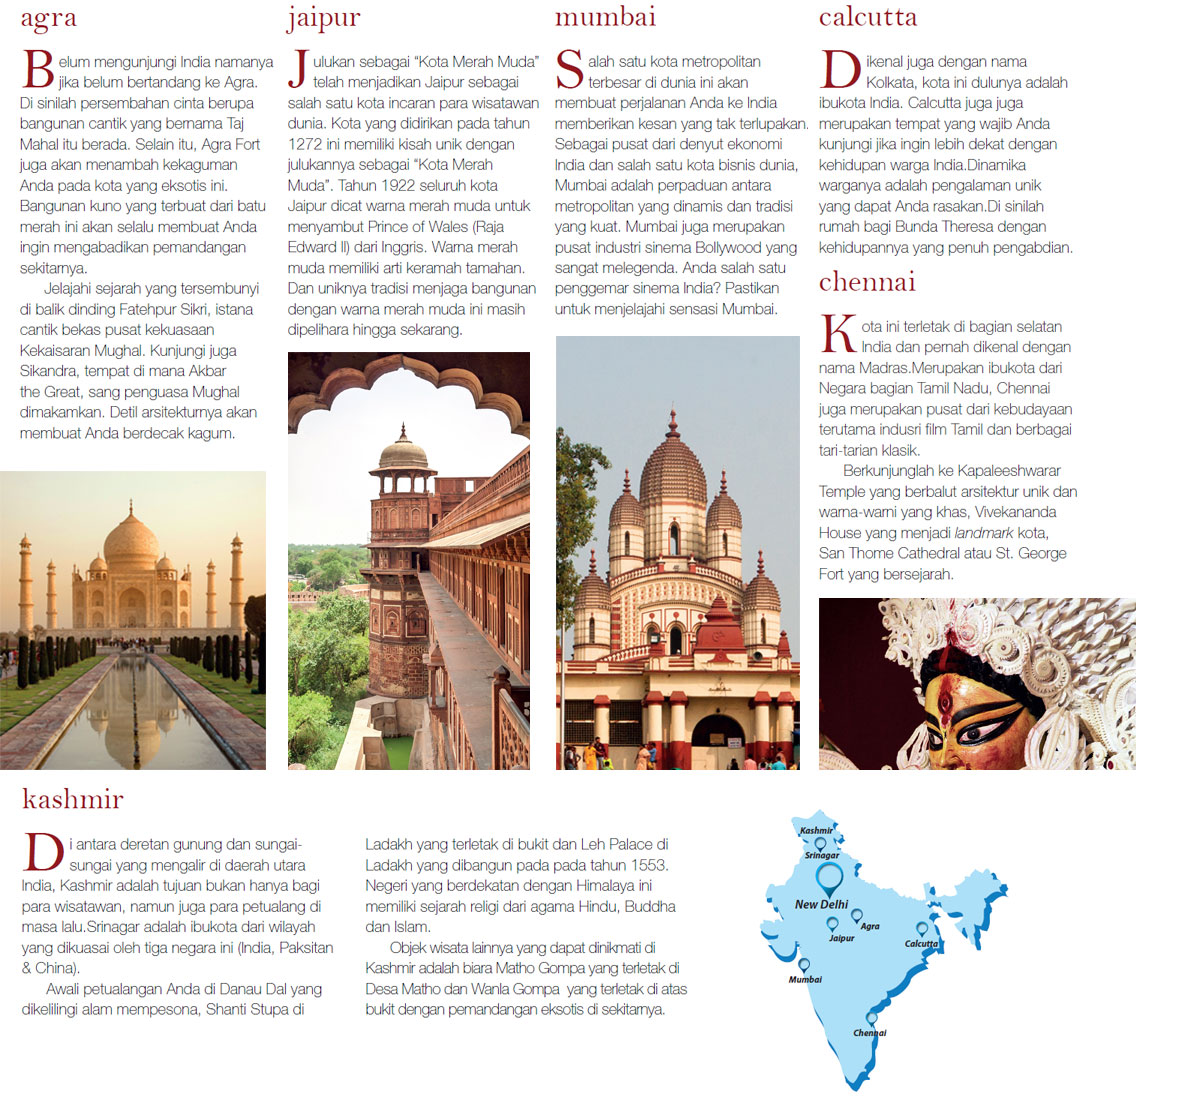 agra
Belum mengunjungi India namanya
jika belum bertandang ke Agra.
Di sinilah persembahan cinta berupa
bangunan cantik yang bernama Taj
Mahal itu berada. Selain itu, Agra Fort
juga akan menambah kekaguman
Anda pada kota yang eksotis ini.
Bangunan kuno yang terbuat dari batu
merah ini akan selalu membuat Anda
ingin mengabadikan pemandangan
sekitarnya.
Jelajahi sejarah yang tersembunyi
di balik dinding Fatehpur Sikri, istana
cantik bekas pusat kekuasaan
Kekaisaran Mughal. Kunjungi juga
Sikandra, tempat di mana Akbar
the Great, sang penguasa Mughal
dimakamkan. Detil arsitekturnya akan
membuat Anda berdecak kagum.
jaipur
Julukan sebagai “Kota Merah Muda”
telah menjadikan Jaipur sebagai
salah satu kota incaran para wisatawan
dunia. Kota yang didirikan pada tahun
1272 ini memiliki kisah unik dengan
julukannya sebagai “Kota Merah
Muda”. Tahun 1922 seluruh kota
Jaipur dicat warna merah muda untuk
menyambut Prince of Wales (Raja
Edward II) dari Inggris. Warna merah
muda memiliki arti keramah tamahan.
Dan uniknya tradisi menjaga bangunan
dengan warna merah muda ini masih
dipelihara hingga sekarang.
mumbai
Salah satu kota metropolitan
terbesar di dunia ini akan
membuat perjalanan Anda ke India
memberikan kesan yang tak terlupakan.
Sebagai pusat dari denyut ekonomi
India dan salah satu kota bisnis dunia,
Mumbai adalah perpaduan antara
metropolitan yang dinamis dan tradisi
yang kuat. Mumbai juga merupakan
pusat industri sinema Bollywood yang
sangat melegenda. Anda salah satu
penggemar sinema India? Pastikan
untuk menjelajahi sensasi Mumbai.
calcutta
Dikenal juga dengan nama
Kolkata, kota ini dulunya adalah
ibukota India. Calcutta juga juga
merupakan tempat yang wajib Anda
kunjungi jika ingin lebih dekat dengan
kehidupan warga India.Dinamika
warganya adalah pengalaman unik
yang dapat Anda rasakan.Di sinilah
rumah bagi Bunda Theresa dengan
kehidupannya yang penuh pengabdian.
chennai
Kota ini terletak di bagian selatan
India dan pernah dikenal dengan
nama Madras.Merupakan ibukota dari
Negara bagian Tamil Nadu, Chennai
juga merupakan pusat dari kebudayaan
terutama indusri film Tamil dan berbagai
tari-tarian klasik.
Berkunjunglah ke Kapaleeshwarar
Temple yang berbalut arsitektur unik dan
warna-warni yang khas, Vivekananda
House yang menjadi landmark kota,
San Thome Cathedral atau St. George
Fort yang bersejarah.
kashmir
Di antara deretan gunung dan sungai-
sungai yang mengalir di daerah utara
India, Kashmir adalah tujuan bukan hanya bagi
para wisatawan, namun juga para petualang di
masa lalu.Srinagar adalah ibukota dari wilayah
yang dikuasai oleh tiga negara ini (India, Paksitan
& China).
Awali petualangan Anda di Danau Dal yang
dikelilingi alam mempesona, Shanti Stupa di
Ladakh yang terletak di bukit dan Leh Palace di
Ladakh yang dibangun pada pada tahun 1553.
Negeri yang berdekatan dengan Himalaya ini
memiliki sejarah religi dari agama Hindu, Buddha
dan Islam.
Objek wisata lainnya yang dapat dinikmati di
Kashmir adalah biara Matho Gompa yang terletak di
Desa Matho dan Wanla Gompa yang terletak di atas
bukit dengan pemandangan eksotis di sekitarnya.
Kashmir
Srinagar
New Delhi
Agra
Jaipur
Calcutta
Mumbai
Chennai